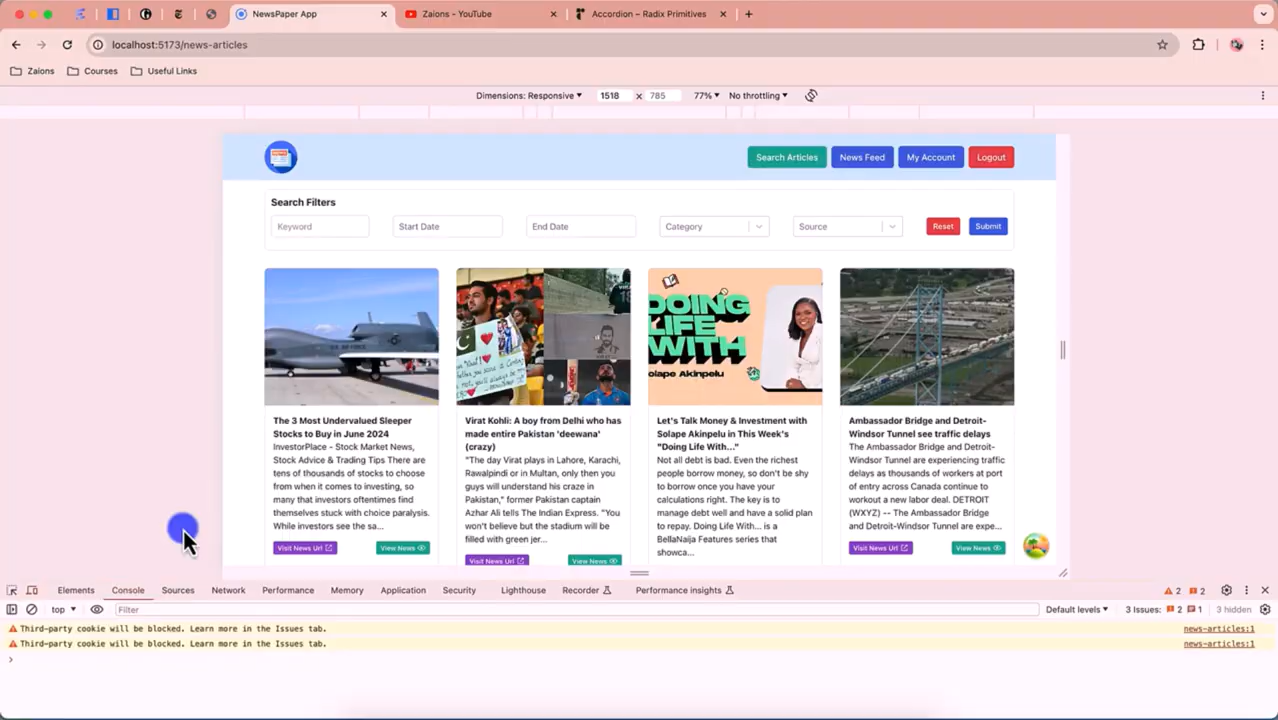 NewsPaper App
Zaions - YouTube
Accordion – Radix Primitives
localhost:5173/news-articles
Zaions
Courses
Useful Links
Dimensions: Responsive
1518
×
785
77%
No throttling
Search Articles
News Feed
My Account
Logout
Search Filters
Keyword
Start Date
End Date
Category
Source
Reset
Submit
The 3 Most Undervalued Sleeper
Stocks to Buy in June 2024
InvestorPlace - Stock Market News,
Stock Advice & Trading Tips There are
tens of thousands of stocks to choose
from when it comes to investing, so
many that investors oftentimes find
themselves stuck with choice paralysis.
While investors see the sa...
Visit News Url
View News
Virat Kohli: A boy from Delhi who has
made entire Pakistan 'deewana'
(crazy)
"The day Virat plays in Lahore, Karachi,
Rawalpindi or in Multan, only then you
guys will understand his craze in
Pakistan," former Pakistan captain
Azhar Ali tells The Indian Express. "You
won't believe but the stadium will be
filled with green jer...
Visit News Url
View News
DOING
LIFE
WITH
Solape Akinpelu
Let's Talk Money & Investment with
Solape Akinpelu in This Week's
"Doing Life With..."
Not all debt is bad. Even the richest
people borrow money, so don't be shy
to borrow once you have your
calculations right. The key is to
manage debt well and have a solid plan
to repay. Doing Life With... is a
BellaNaija Features series that
showca...
Ambassador Bridge and Detroit-
Windsor Tunnel see traffic delays
The Ambassador Bridge and Detroit-
Windsor Tunnel are experiencing traffic
delays as thousands of workers at port
of entry across Canada continue to
workout a new labor deal. DETROIT
(WXYZ) -- The Ambassador Bridge
and Detroit-Windsor Tunnel are expe...
Visit News Url
View News
Elements
Console
Sources
Network
Performance
Memory
Application
Security
Lighthouse
Recorder
Performance insights
2
2
top
Filter
Default levels
3 Issues:
2
1
3 hidden
Third-party cookie will be blocked. Learn more in the Issues tab.
news-articles:1
Third-party cookie will be blocked. Learn more in the Issues tab.
news-articles:1